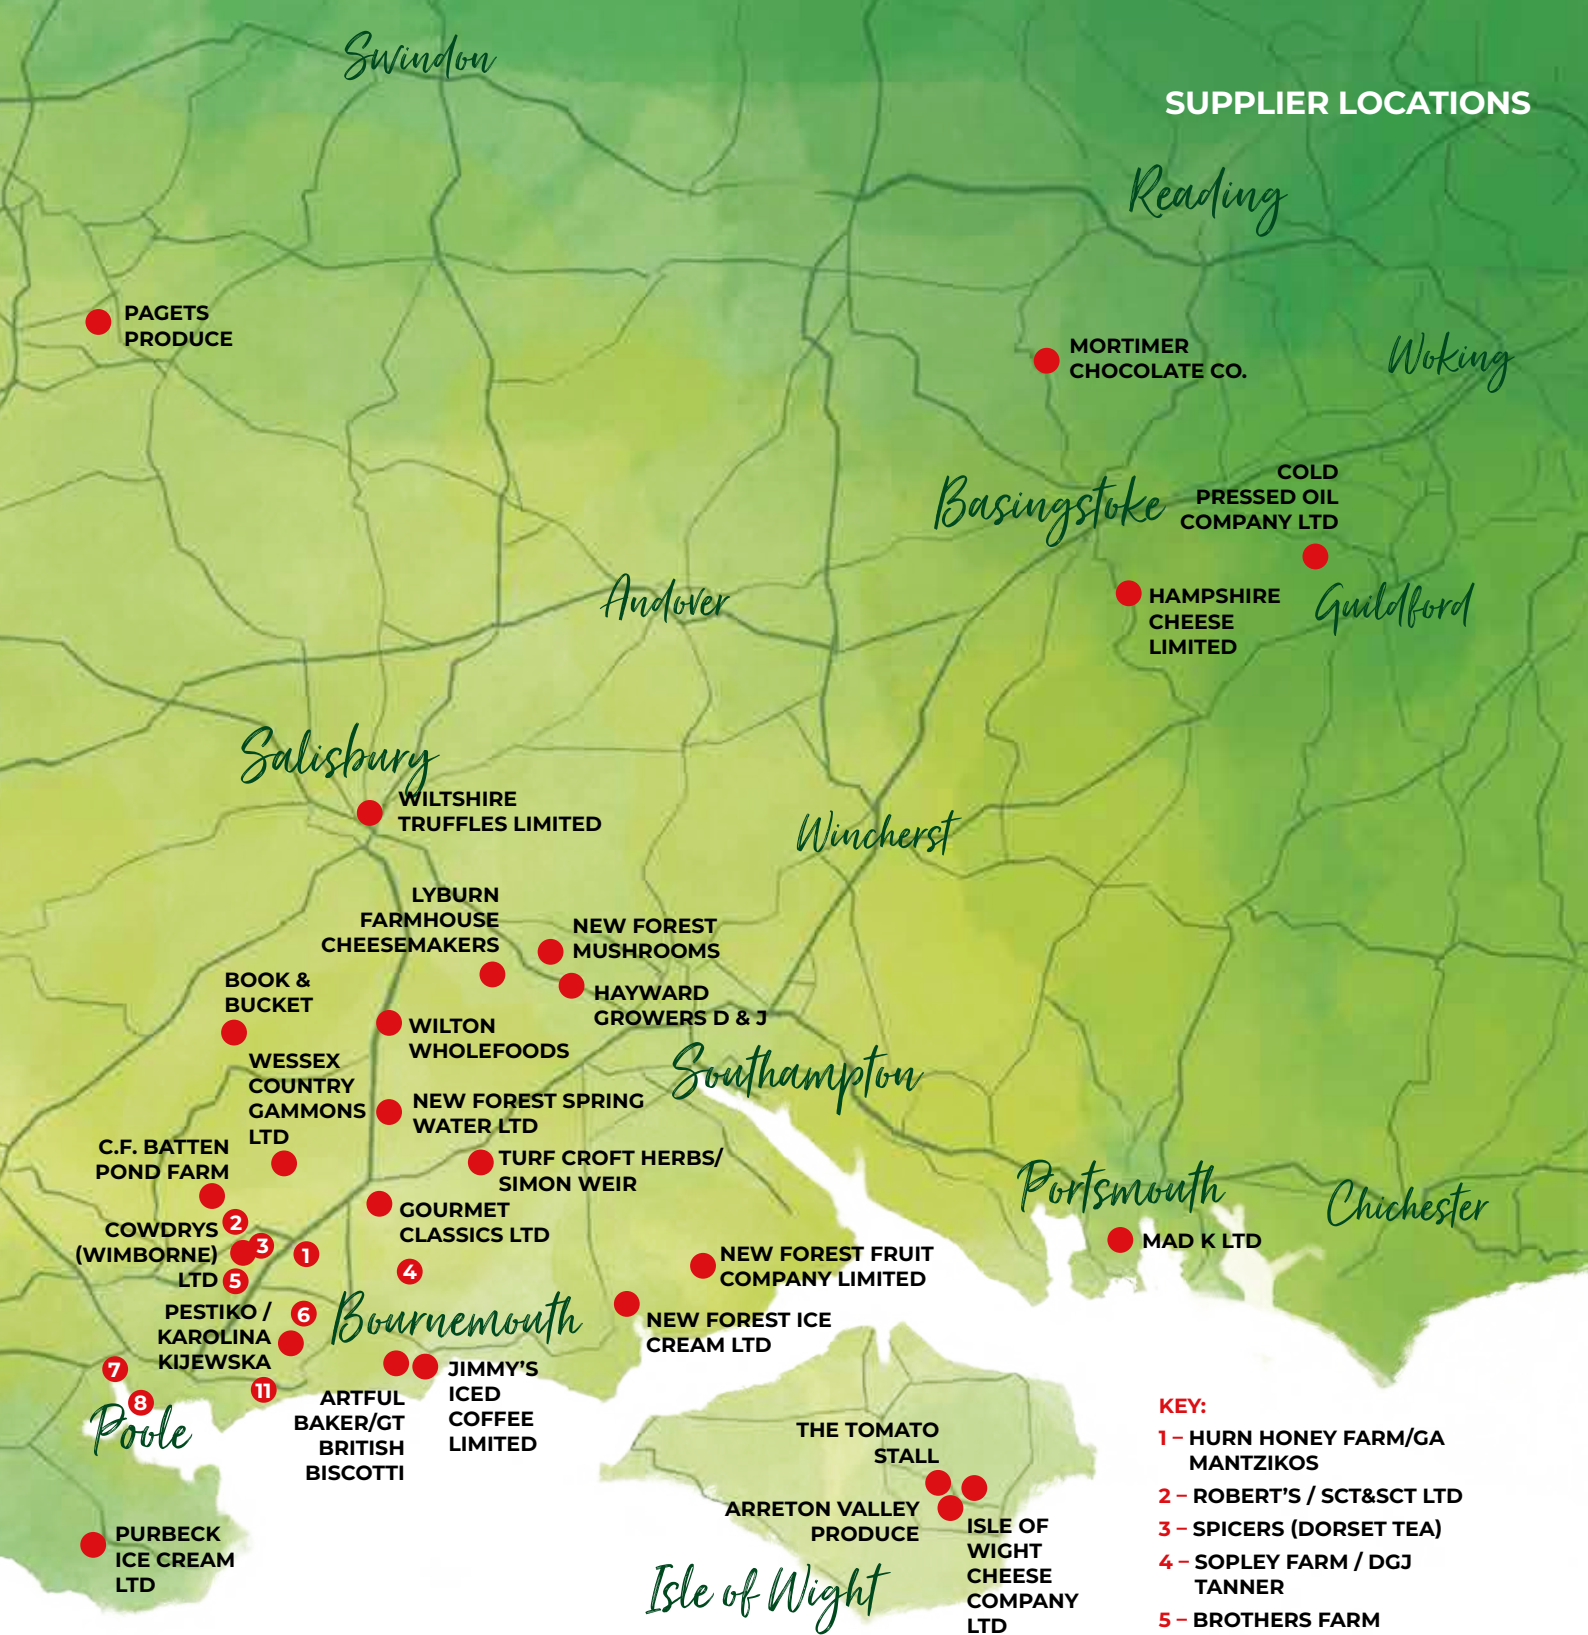 Swindon
SUPPLIER LOCATIONS
Reading
PAGETS
PRODUCE
MORTIMER
CHOCOLATE CO.
Woking
COLD
PRESSED OIL
COMPANY LTD
Basingstoke
HAMPSHIRE
CHEESE
LIMITED
Guildford
Andover
Salisbury
WILTSHIRE
TRUFFLES LIMITED
Wincherst
LYBURN
FARMHOUSE
CHEESEMAKERS
NEW FOREST
MUSHROOMS
HAYWARD
GROWERS D & J
BOOK &
BUCKET
WILTON
WHOLEFOODS
WESSEX
COUNTRY
GAMMONS
LTD
Southampton
NEW FOREST SPRING
WATER LTD
C.F. BATTEN
POND FARM
TURF CROFT HERBS/
SIMON WEIR
Portsmouth
Chichester
GOURMET
CLASSICS LTD
COWDRYS
(WIMBORNE)
LTD
2
3
1
5
4
MAD K LTD
NEW FOREST FRUIT
COMPANY LIMITED
PESTIKO /
KAROLINA
KIJEWSKA
6
Bournemouth
NEW FOREST ICE
CREAM LTD
7
8
11
Poole
ARTFUL
BAKER/GT
BRITISH
BISCOTTI
JIMMY'S
ICED
COFFEE
LIMITED
THE TOMATO
STALL
ARRETON VALLEY
PRODUCE
ISLE OF
WIGHT
CHEESE
COMPANY
LTD
Isle of Wight
PURBECK
ICE CREAM
LTD
KEY:
1 – HURN HONEY FARM/GA
MANTZIKOS
2 – ROBERT'S / SCT&SCT LTD
3 – SPICERS (DORSET TEA)
4 – SOPLEY FARM / DGJ
TANNER
5 – BROTHERS FARM